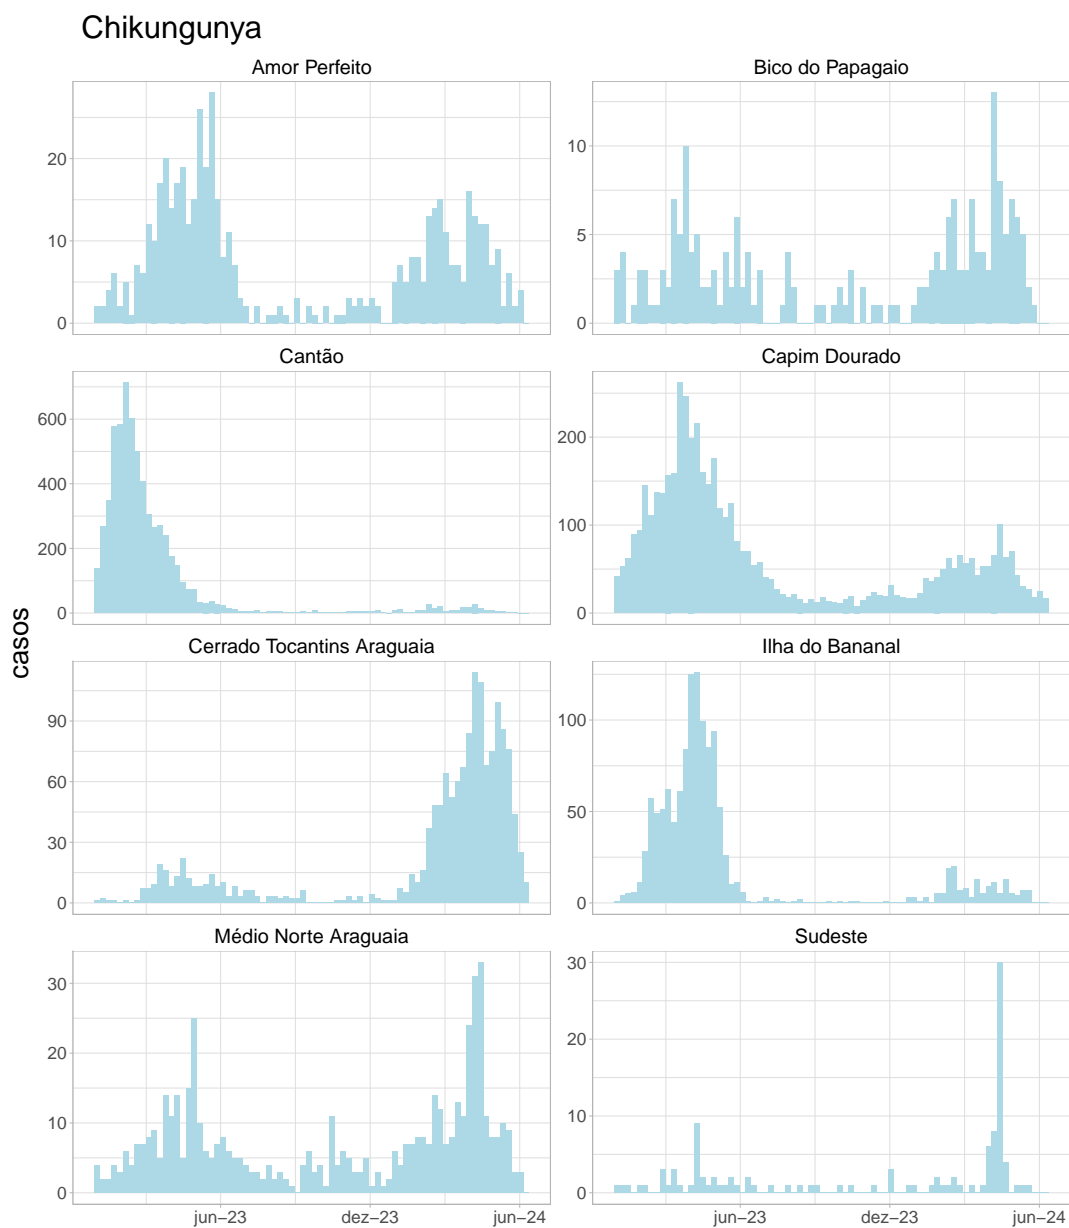 Chikungunya
Amor Perfeito
Bico do Papagaio
20
10
0
10
5
0
Cantão
Capim Dourado
600
400
200
0
200
100
0
casos
Cerrado Tocantins Araguaia
Ilha do Bananal
90
60
30
0
100
50
0
Médio Norte Araguaia
Sudeste
30
20
10
0
30
20
10
0
jun–23
dez–23
jun–24
jun–23
dez–23
jun–24